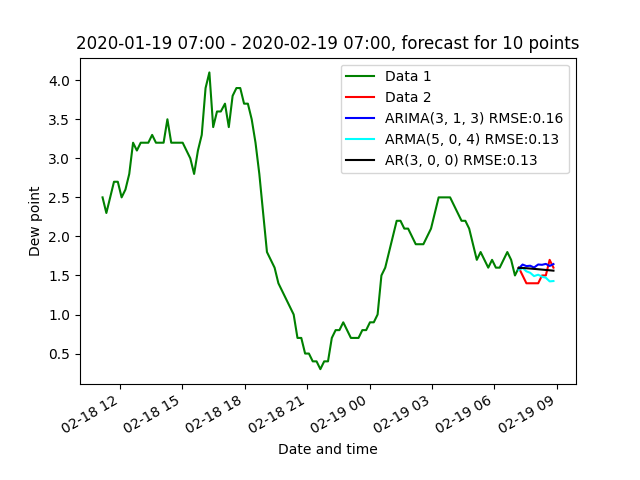 2020-01-19 07:00 - 2020-02-19 07:00, forecast for 10 points
Data 1
Data 2
ARIMA(3, 1, 3) RMSE:0.16
ARMA(5, 0, 4) RMSE:0.13
AR(3, 0, 0) RMSE:0.13
Dew point
4.0
3.5
3.0
2.5
2.0
1.5
1.0
0.5
02-18 12
02-18 15
02-18 18
02-18 21
02-19 00
02-19 03
02-19 06
02-19 09
Date and time